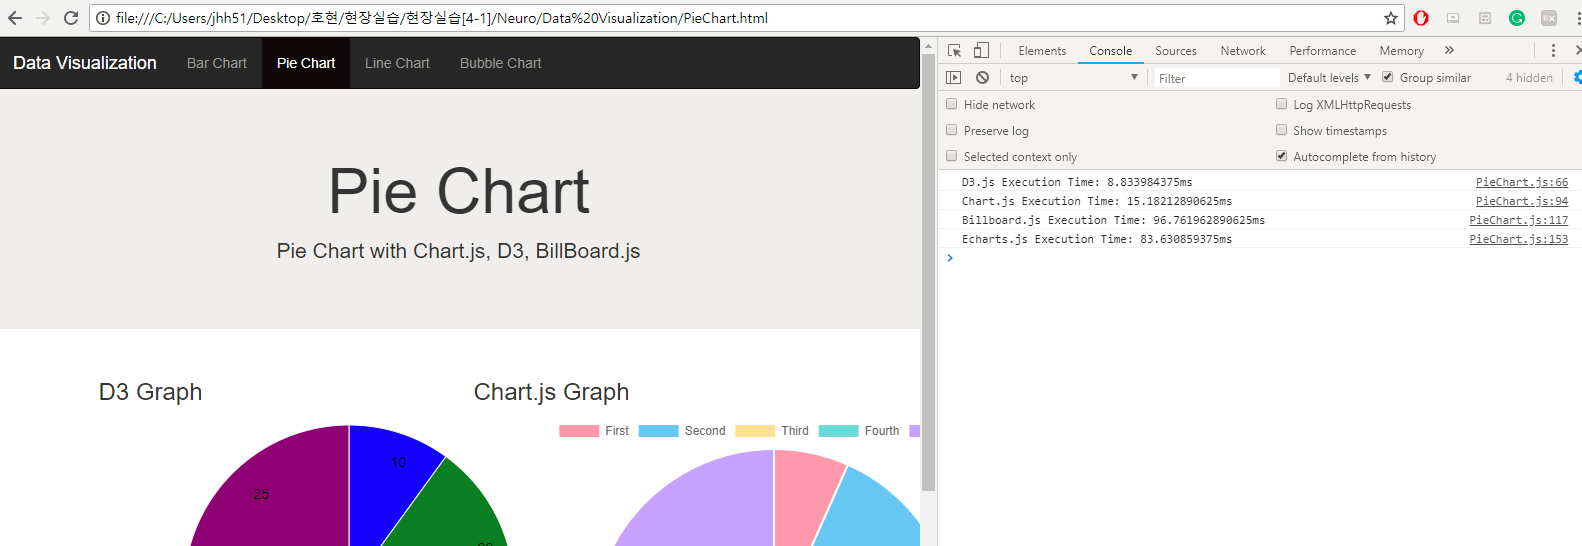 file:///C:/Users/jhh51/Desktop/호현/현장실습/현장실습[4-1]/Neuro/Data%20Visualization/PieChart.html
Data Visualization Bar Chart Pie Chart Line Chart Bubble Chart
Pie Chart
Pie Chart with Chart.js, D3, BillBoard.js
D3 Graph
10
25
Chart.js Graph
First Second Third Fourth
Elements Console Sources Network Performance Memory »
top Filter Default levels Group similar 4 hidden
Hide network Log XMLHttpRequests
Preserve log Show timestamps
Selected context only Autocomplete from history
D3.js Execution Time: 8.833984375ms PieChart.js:66
Chart.js Execution Time: 15.18212890625ms PieChart.js:94
Billboard.js Execution Time: 96.761962890625ms PieChart.js:117
Echarts.js Execution Time: 83.630859375ms PieChart.js:153